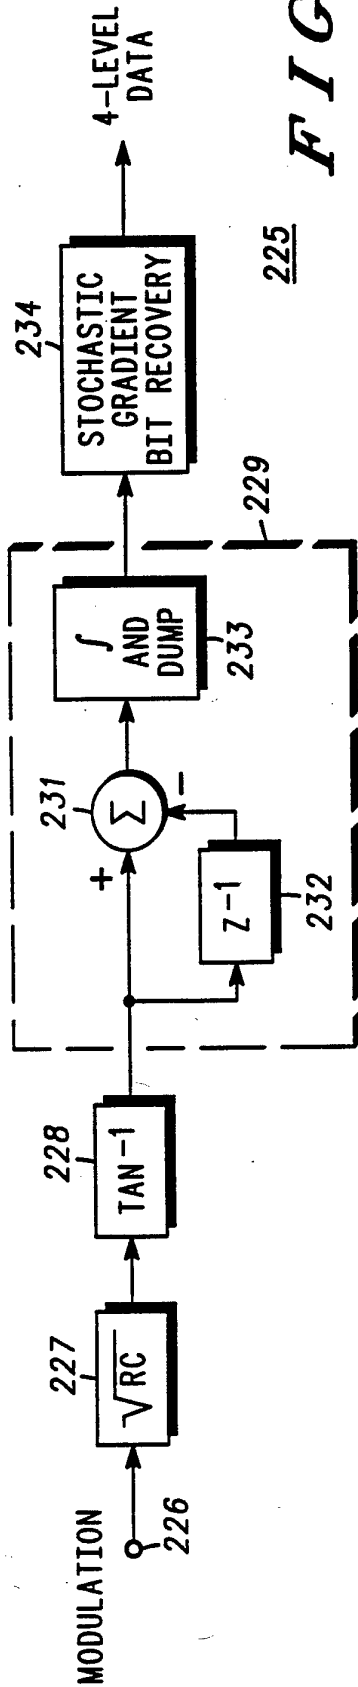 MODULATION
226
227
√RC
228
TAN⁻¹
+
231
Σ
−
Z⁻¹
232
∫
AND
DUMP
233
229
234
STOCHASTIC
GRADIENT
BIT RECOVERY
4-LEVEL
DATA
225
FIG